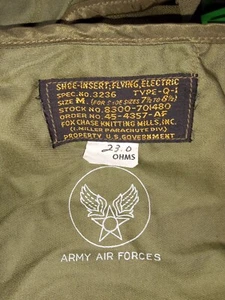 SHOE-INSERT, FLYING, ELECTRIC
SPEC. NO. 3236 TYPE-Q-1
SIZE M. (FOR SHOE SIZES 7½ TO 8½)
STOCK NO. 8300-701480
ORDER NO. 45-4357-AF
FOX CHASE KNITTING MILLS, INC.
(I. MILLER PARACHUTE DIV.)
PROPERTY U.S. GOVERNMENT
23.0
OHMS
ARMY AIR FORCES